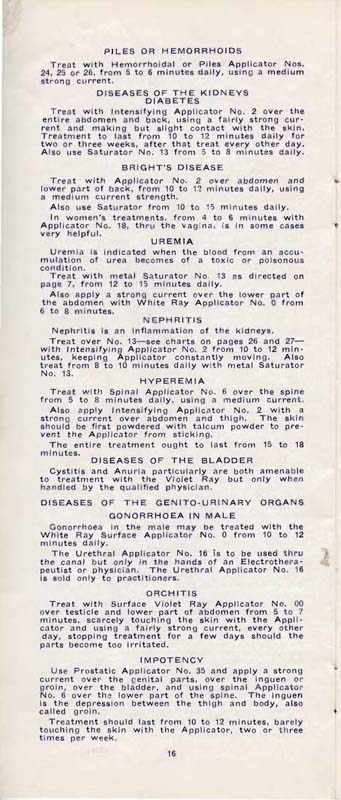 PILES OR HEMORRHOIDS
Treat with Hemorrhoidal or Piles Applicator Nos.
24, 25 or 26, from 5 to 6 minutes daily, using a medium
strong current.
DISEASES OF THE KIDNEYS
DIABETES
Treat with Intensifying Applicator No. 2 over the
entire abdomen and back, using a fairly strong cur-
rent and making but slight contact with the skin.
Treatment to last from 10 to 12 minutes daily for
two or three weeks, after that treat every other day.
Also use Saturator No. 13 from 5 to 8 minutes daily.
BRIGHT'S DISEASE
Treat with Applicator No. 2 over abdomen and
lower part of back, from 10 to 12 minutes daily, using
a medium current strength.
Also use Saturator from 10 to 15 minutes daily.
In women's treatments, from 4 to 6 minutes with
Applicator No. 18, thru the vagina, is in some cases
very helpful.
UREMIA
Uremia is indicated when the blood from an accu-
mulation of urea becomes of a toxic or poisonous
condition.
Treat with metal Saturator No. 13 as directed on
page 7, from 12 to 15 minutes daily.
Also apply a strong current over the lower part of
the abdomen with White Ray Applicator No. 0 from
6 to 8 minutes.
NEPHRITIS
Nephritis is an inflammation of the kidneys.
Treat over No. 13—see charts on pages 26 and 27—
with Intensifying Applicator No. 2 from 10 to 12 min-
utes, keeping Applicator constantly moving. Also
treat from 8 to 10 minutes daily with metal Saturator
No. 13.
HYPEREMIA
Treat with Spinal Applicator No. 6 over the spine
from 5 to 8 minutes daily, using a medium current.
Also apply Intensifying Applicator No. 2 with a
strong current over abdomen and thigh. The skin
should be first powdered with talcum powder to pre-
vent the Applicator from sticking.
The entire treatment ought to last from 15 to 18
minutes.
DISEASES OF THE BLADDER
Cystitis and Anuria particularly are both amenable
to treatment with the Violet Ray but only when
handled by the qualified physician.
DISEASES OF THE GENITO-URINARY ORGANS
GONORRHOEA IN MALE
Gonorrhoea in the male may be treated with the
White Ray Surface Applicator No. 0 from 10 to 12
minutes daily.
The Urethral Applicator No. 16 is to be used thru
the canal but only in the hands of an Electrothera-
peutist or physician. The Urethral Applicator No. 16
is sold only to practitioners.
ORCHITIS
Treat with Surface Violet Ray Applicator No. 00
over testicle and lower part of abdomen from 5 to 7
minutes, scarcely touching the skin with the Appli-
cator and using a fairly strong current, every other
day, stopping treatment for a few days should the
parts become too irritated.
IMPOTENCY
Use Prostatic Applicator No. 35 and apply a strong
current over the genital parts, over the inguen or
groin, over the bladder, and using spinal Applicator
No. 6 over the lower part of the spine. The inguen
is the depression between the thigh and body, also
called groin.
Treatment should last from 10 to 12 minutes, barely
touching the skin with the Applicator, two or three
times per week.
16